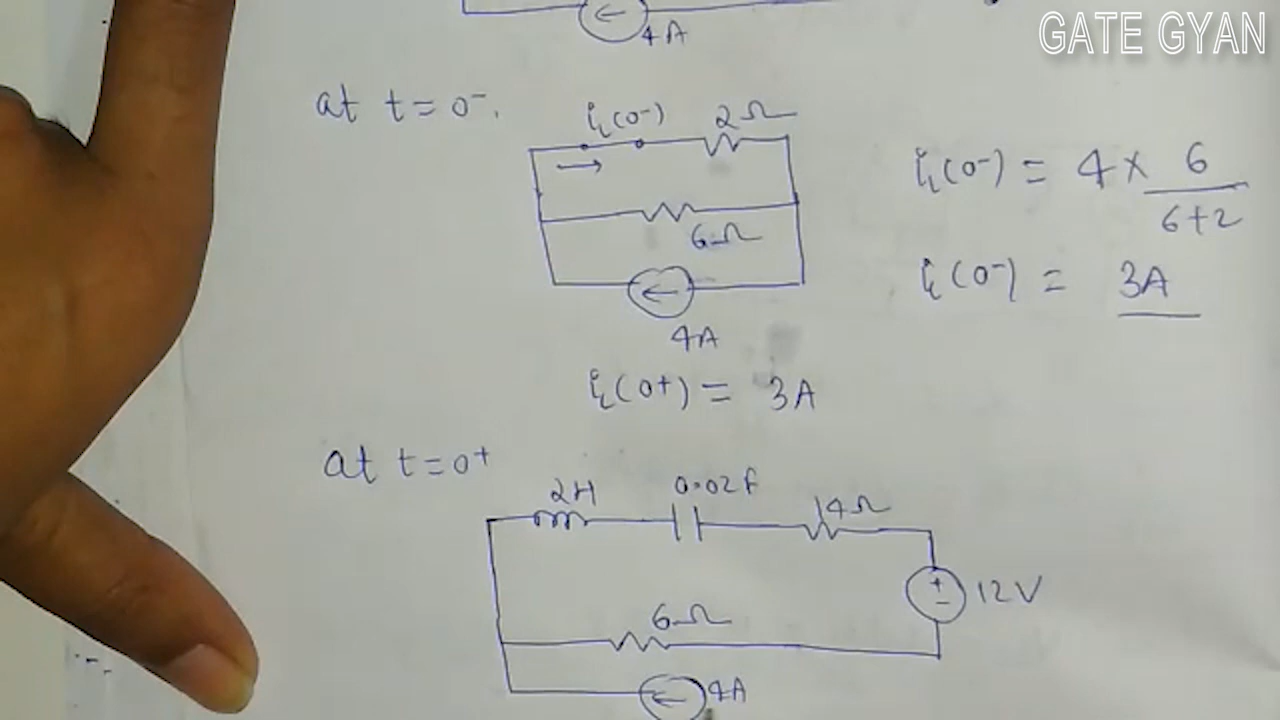 GATE GYAN
4A
at t=0⁻.
i_L(0⁻)
2Ω
6Ω
4A
i_L(0⁻) = 4 × 6/(6+2)
i_L(0⁻) = 3A
i_L(0⁺) = 3A
at t=0⁺
2H
0.02f
14Ω
12V
6Ω
4A